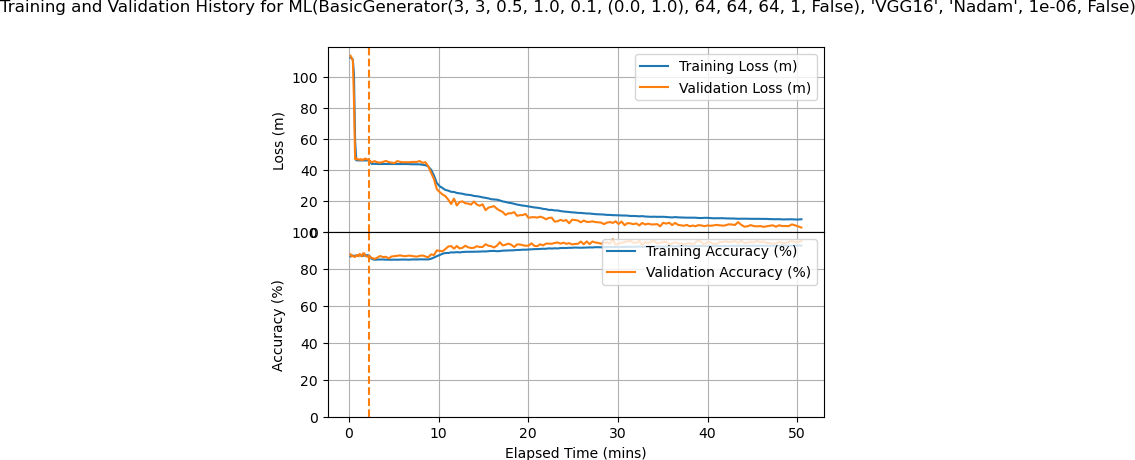 Training and Validation History for ML(BasicGenerator(3, 3, 0.5, 1.0, 0.1, (0.0, 1.0), 64, 64, 64, 1, False), 'VGG16', 'Nadam', 1e-06, False)
Training Loss (m)
Validation Loss (m)
100
80
60
40
20
0
Loss (m)
Training Accuracy (%)
Validation Accuracy (%)
100
80
60
40
20
0
Accuracy (%)
0 10 20 30 40 50
Elapsed Time (mins)